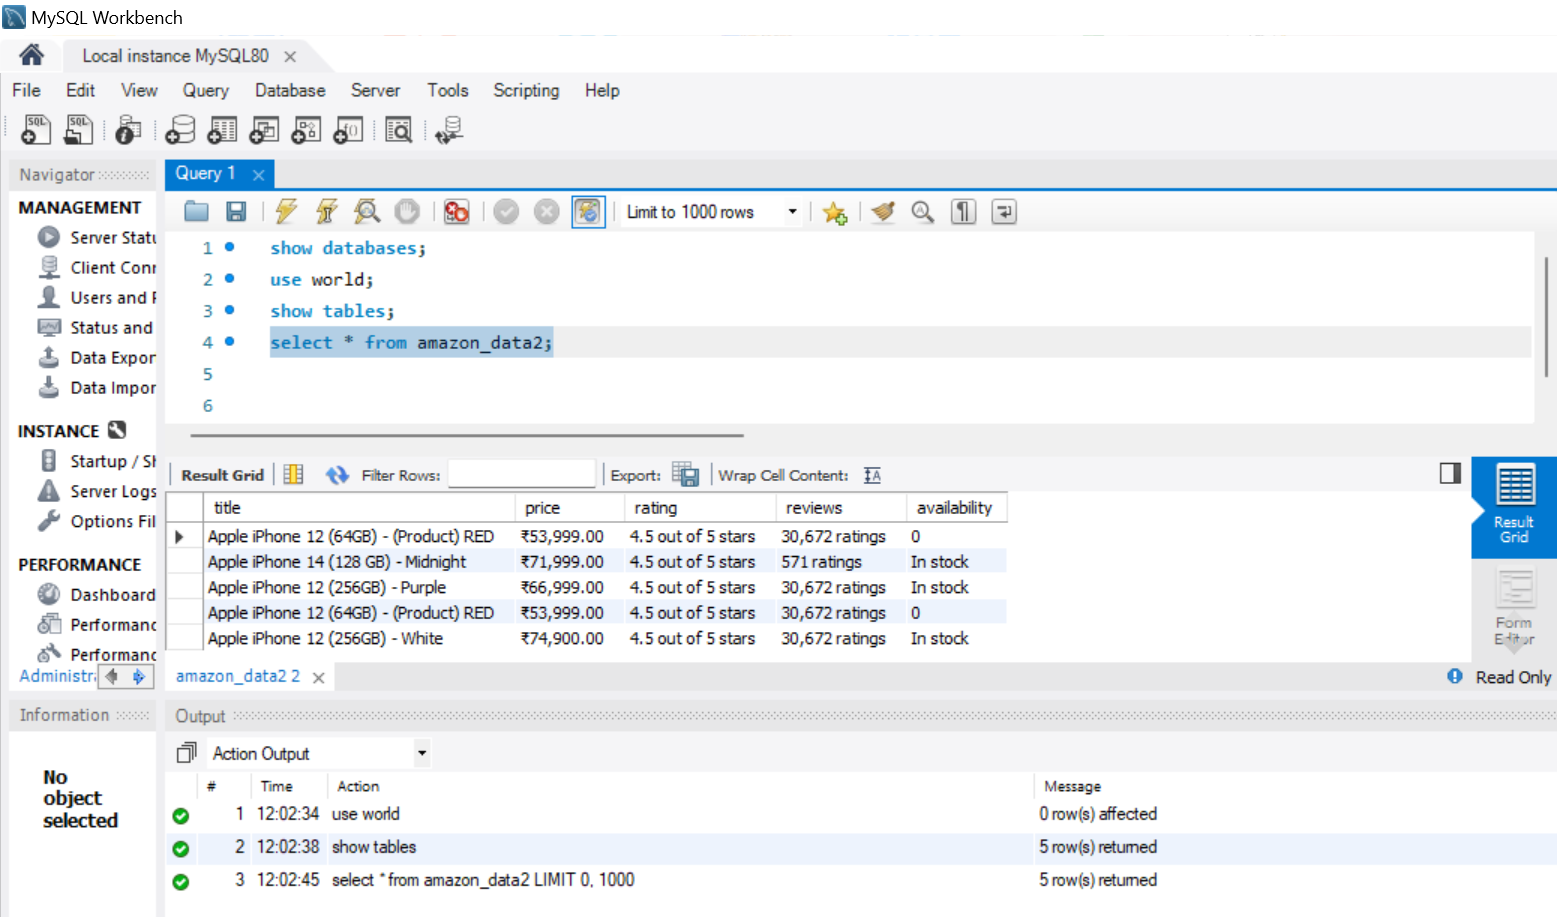 MySQL Workbench
Local instance MySQL80
File Edit View Query Database Server Tools Scripting Help
Navigator
MANAGEMENT
Server Statu
Client Conn
Users and P
Status and
Data Expor
Data Impor
INSTANCE
Startup / Sh
Server Logs
Options Fil
PERFORMANCE
Dashboard
Performanc
Performanc
Administra
Query 1
Limit to 1000 rows
1 show databases;
2 use world;
3 show tables;
4 select * from amazon_data2;
5
6
Result Grid Filter Rows: Export: Wrap Cell Content:
title price rating reviews availability
Apple iPhone 12 (64GB) - (Product) RED ₹53,999.00 4.5 out of 5 stars 30,672 ratings 0
Apple iPhone 14 (128 GB) - Midnight ₹71,999.00 4.5 out of 5 stars 571 ratings In stock
Apple iPhone 12 (256GB) - Purple ₹66,999.00 4.5 out of 5 stars 30,672 ratings In stock
Apple iPhone 12 (64GB) - (Product) RED ₹53,999.00 4.5 out of 5 stars 30,672 ratings 0
Apple iPhone 12 (256GB) - White ₹74,900.00 4.5 out of 5 stars 30,672 ratings In stock
Result
Grid
Form
Editor
amazon_data2 2
Read Only
Information
No
object
selected
Output
Action Output
# Time Action Message
1 12:02:34 use world 0 row(s) affected
2 12:02:38 show tables 5 row(s) returned
3 12:02:45 select * from amazon_data2 LIMIT 0, 1000 5 row(s) returned